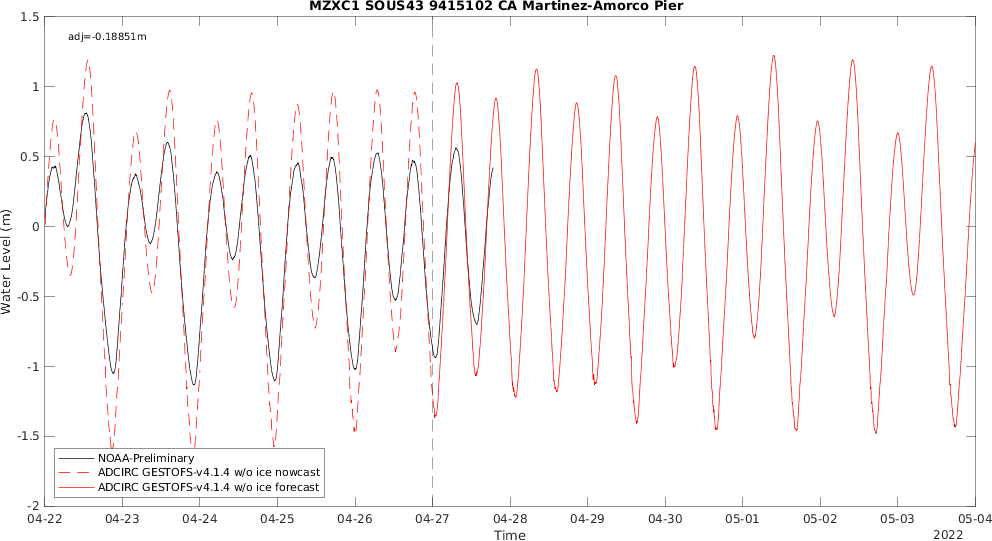 MZXC1 SOUS43 9415102 CA Martinez-Amorco Pier
adj=-0.18851m
1.5
1
0.5
0
-0.5
-1
-1.5
-2
Water Level (m)
NOAA-Preliminary
ADCIRC GESTOFS-v4.1.4 w/o ice nowcast
ADCIRC GESTOFS-v4.1.4 w/o ice forecast
04-22 04-23 04-24 04-25 04-26 04-27 04-28 04-29 04-30 05-01 05-02 05-03 05-04
Time
2022